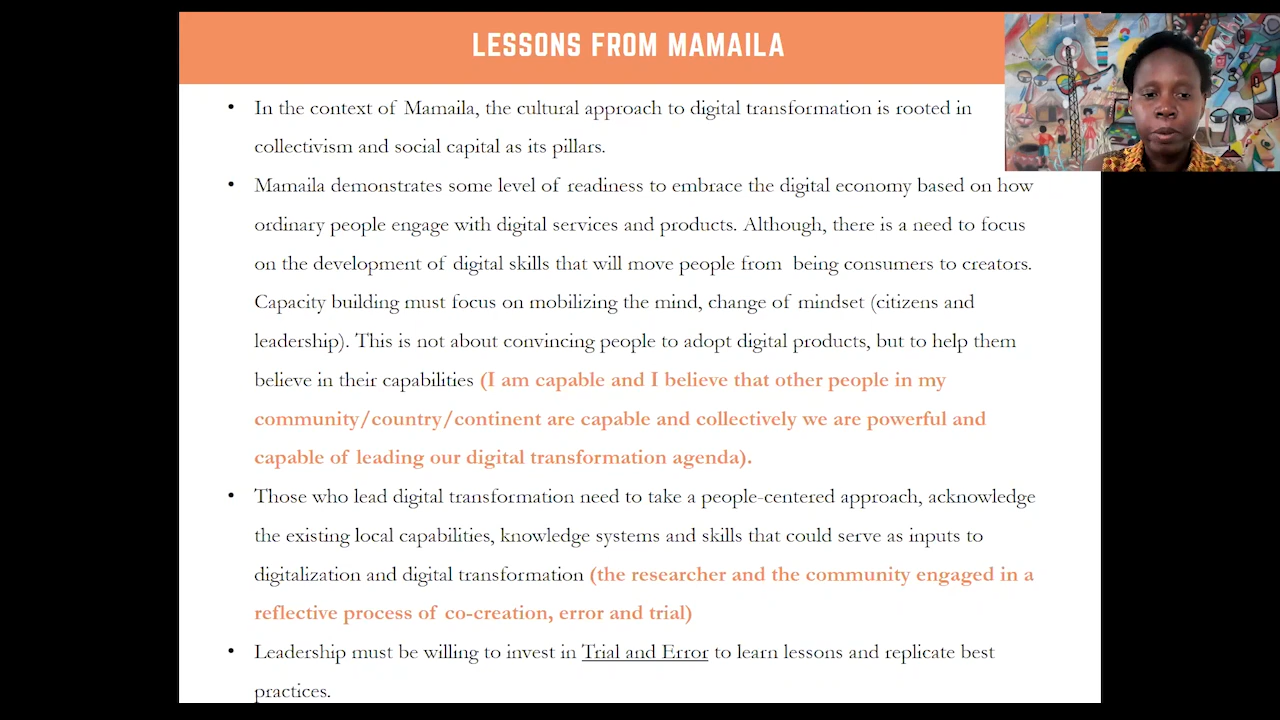 LESSONS FROM MAMAILA
• In the context of Mamaila, the cultural approach to digital transformation is rooted in
collectivism and social capital as its pillars.
• Mamaila demonstrates some level of readiness to embrace the digital economy based on how
ordinary people engage with digital services and products. Although, there is a need to focus
on the development of digital skills that will move people from being consumers to creators.
Capacity building must focus on mobilizing the mind, change of mindset (citizens and
leadership). This is not about convincing people to adopt digital products, but to help them
believe in their capabilities (I am capable and I believe that other people in my
community/country/continent are capable and collectively we are powerful and
capable of leading our digital transformation agenda).
• Those who lead digital transformation need to take a people-centered approach, acknowledge
the existing local capabilities, knowledge systems and skills that could serve as inputs to
digitalization and digital transformation (the researcher and the community engaged in a
reflective process of co-creation, error and trial)
• Leadership must be willing to invest in Trial and Error to learn lessons and replicate best
practices.